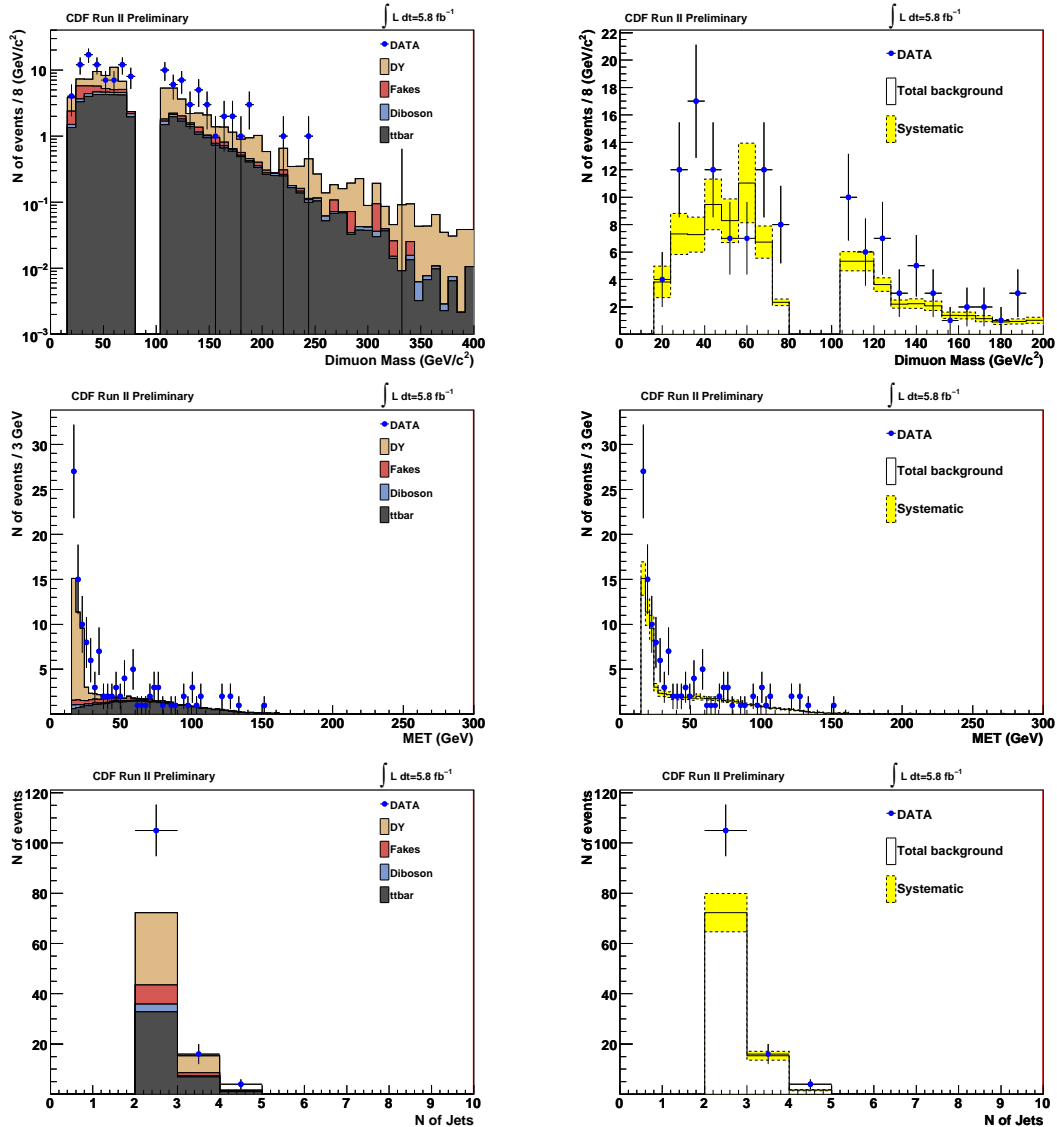 CDF Run II Preliminary
∫ L dt=5.8 fb⁻¹
N of events / 8 (GeV/c²)
DATA
DY
Fakes
Diboson
ttbar
10
1
10⁻¹
10⁻²
10⁻³
0 50 100 150 200 250 300 350 400
Dimuon Mass (GeV/c²)
CDF Run II Preliminary
∫ L dt=5.8 fb⁻¹
N of events / 8 (GeV/c²)
DATA
Total background
Systematic
22
20
18
16
14
12
10
8
6
4
2
0 20 40 60 80 100 120 140 160 180 200
Dimuon Mass (GeV/c²)
CDF Run II Preliminary
∫ L dt=5.8 fb⁻¹
N of events / 3 GeV
DATA
DY
Fakes
Diboson
ttbar
30
25
20
15
10
5
0 50 100 150 200 250 300
MET (GeV)
CDF Run II Preliminary
∫ L dt=5.8 fb⁻¹
N of events / 3 GeV
DATA
Total background
Systematic
30
25
20
15
10
5
0 50 100 150 200 250 300
MET (GeV)
CDF Run II Preliminary
∫ L dt=5.8 fb⁻¹
N of events
DATA
DY
Fakes
Diboson
ttbar
120
100
80
60
40
20
0 1 2 3 4 5 6 7 8 9 10
N of Jets
CDF Run II Preliminary
∫ L dt=5.8 fb⁻¹
N of events
DATA
Total background
Systematic
120
100
80
60
40
20
0 1 2 3 4 5 6 7 8 9 10
N of Jets